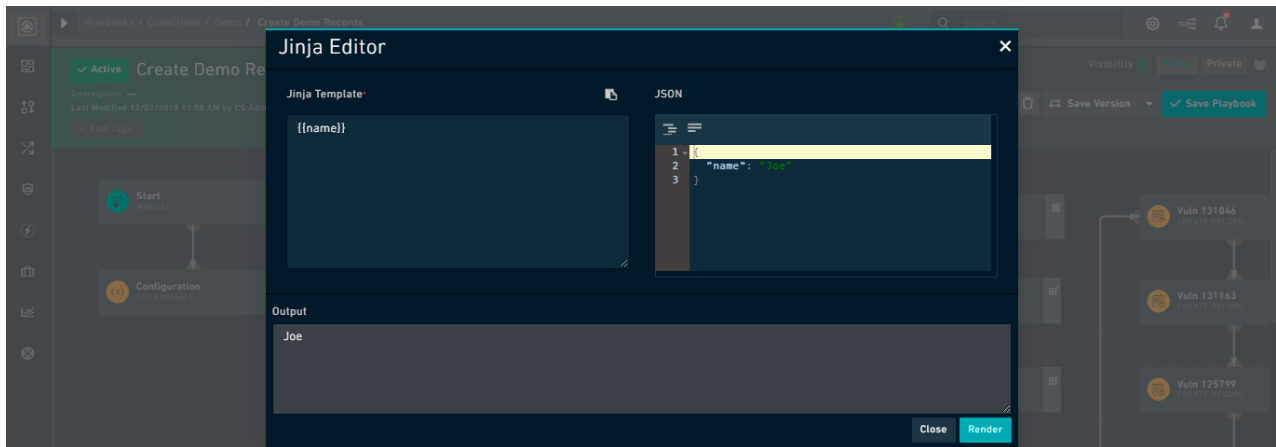 Playbooks / Collections / Demo / Create Demo Records
Search
Active
Create Demo Re
Visibility
Private
Description --
Last Modified 12/02/2019 11:08 AM by CS Adm
+ Add Tags
Save Version
Save Playbook
Jinja Editor
Jinja Template*
JSON
{{name}}
1 {
2 "name": "Joe"
3 }
Start
MANUAL
Configuration
SET VARIABLE
Vuln 131046
CREATE RECORD
Vuln 131163
CREATE RECORD
Vuln 125799
CREATE RECORD
Output
Joe
Close
Render